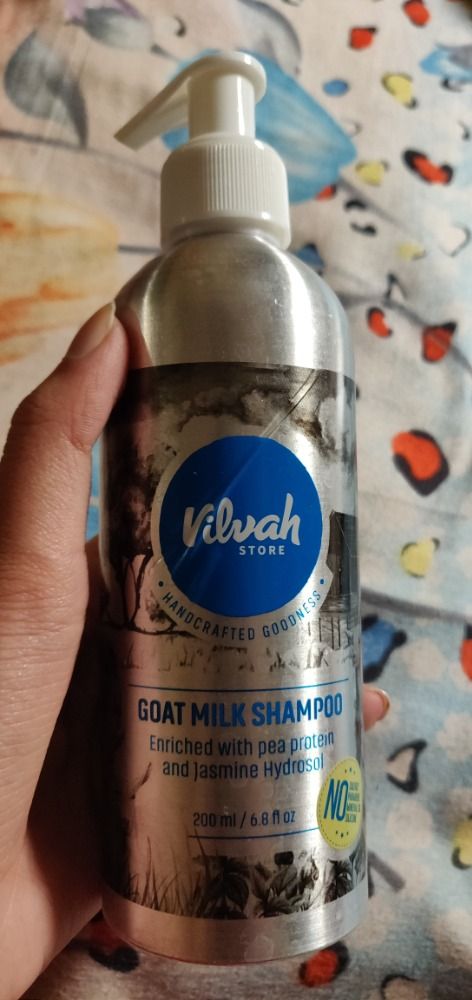 Vilvah
STORE
• HANDCRAFTED GOODNESS •
GOAT MILK SHAMPOO
Enriched with pea protein
and Jasmine Hydrosol
200 ml / 6.8 fl oz
NO